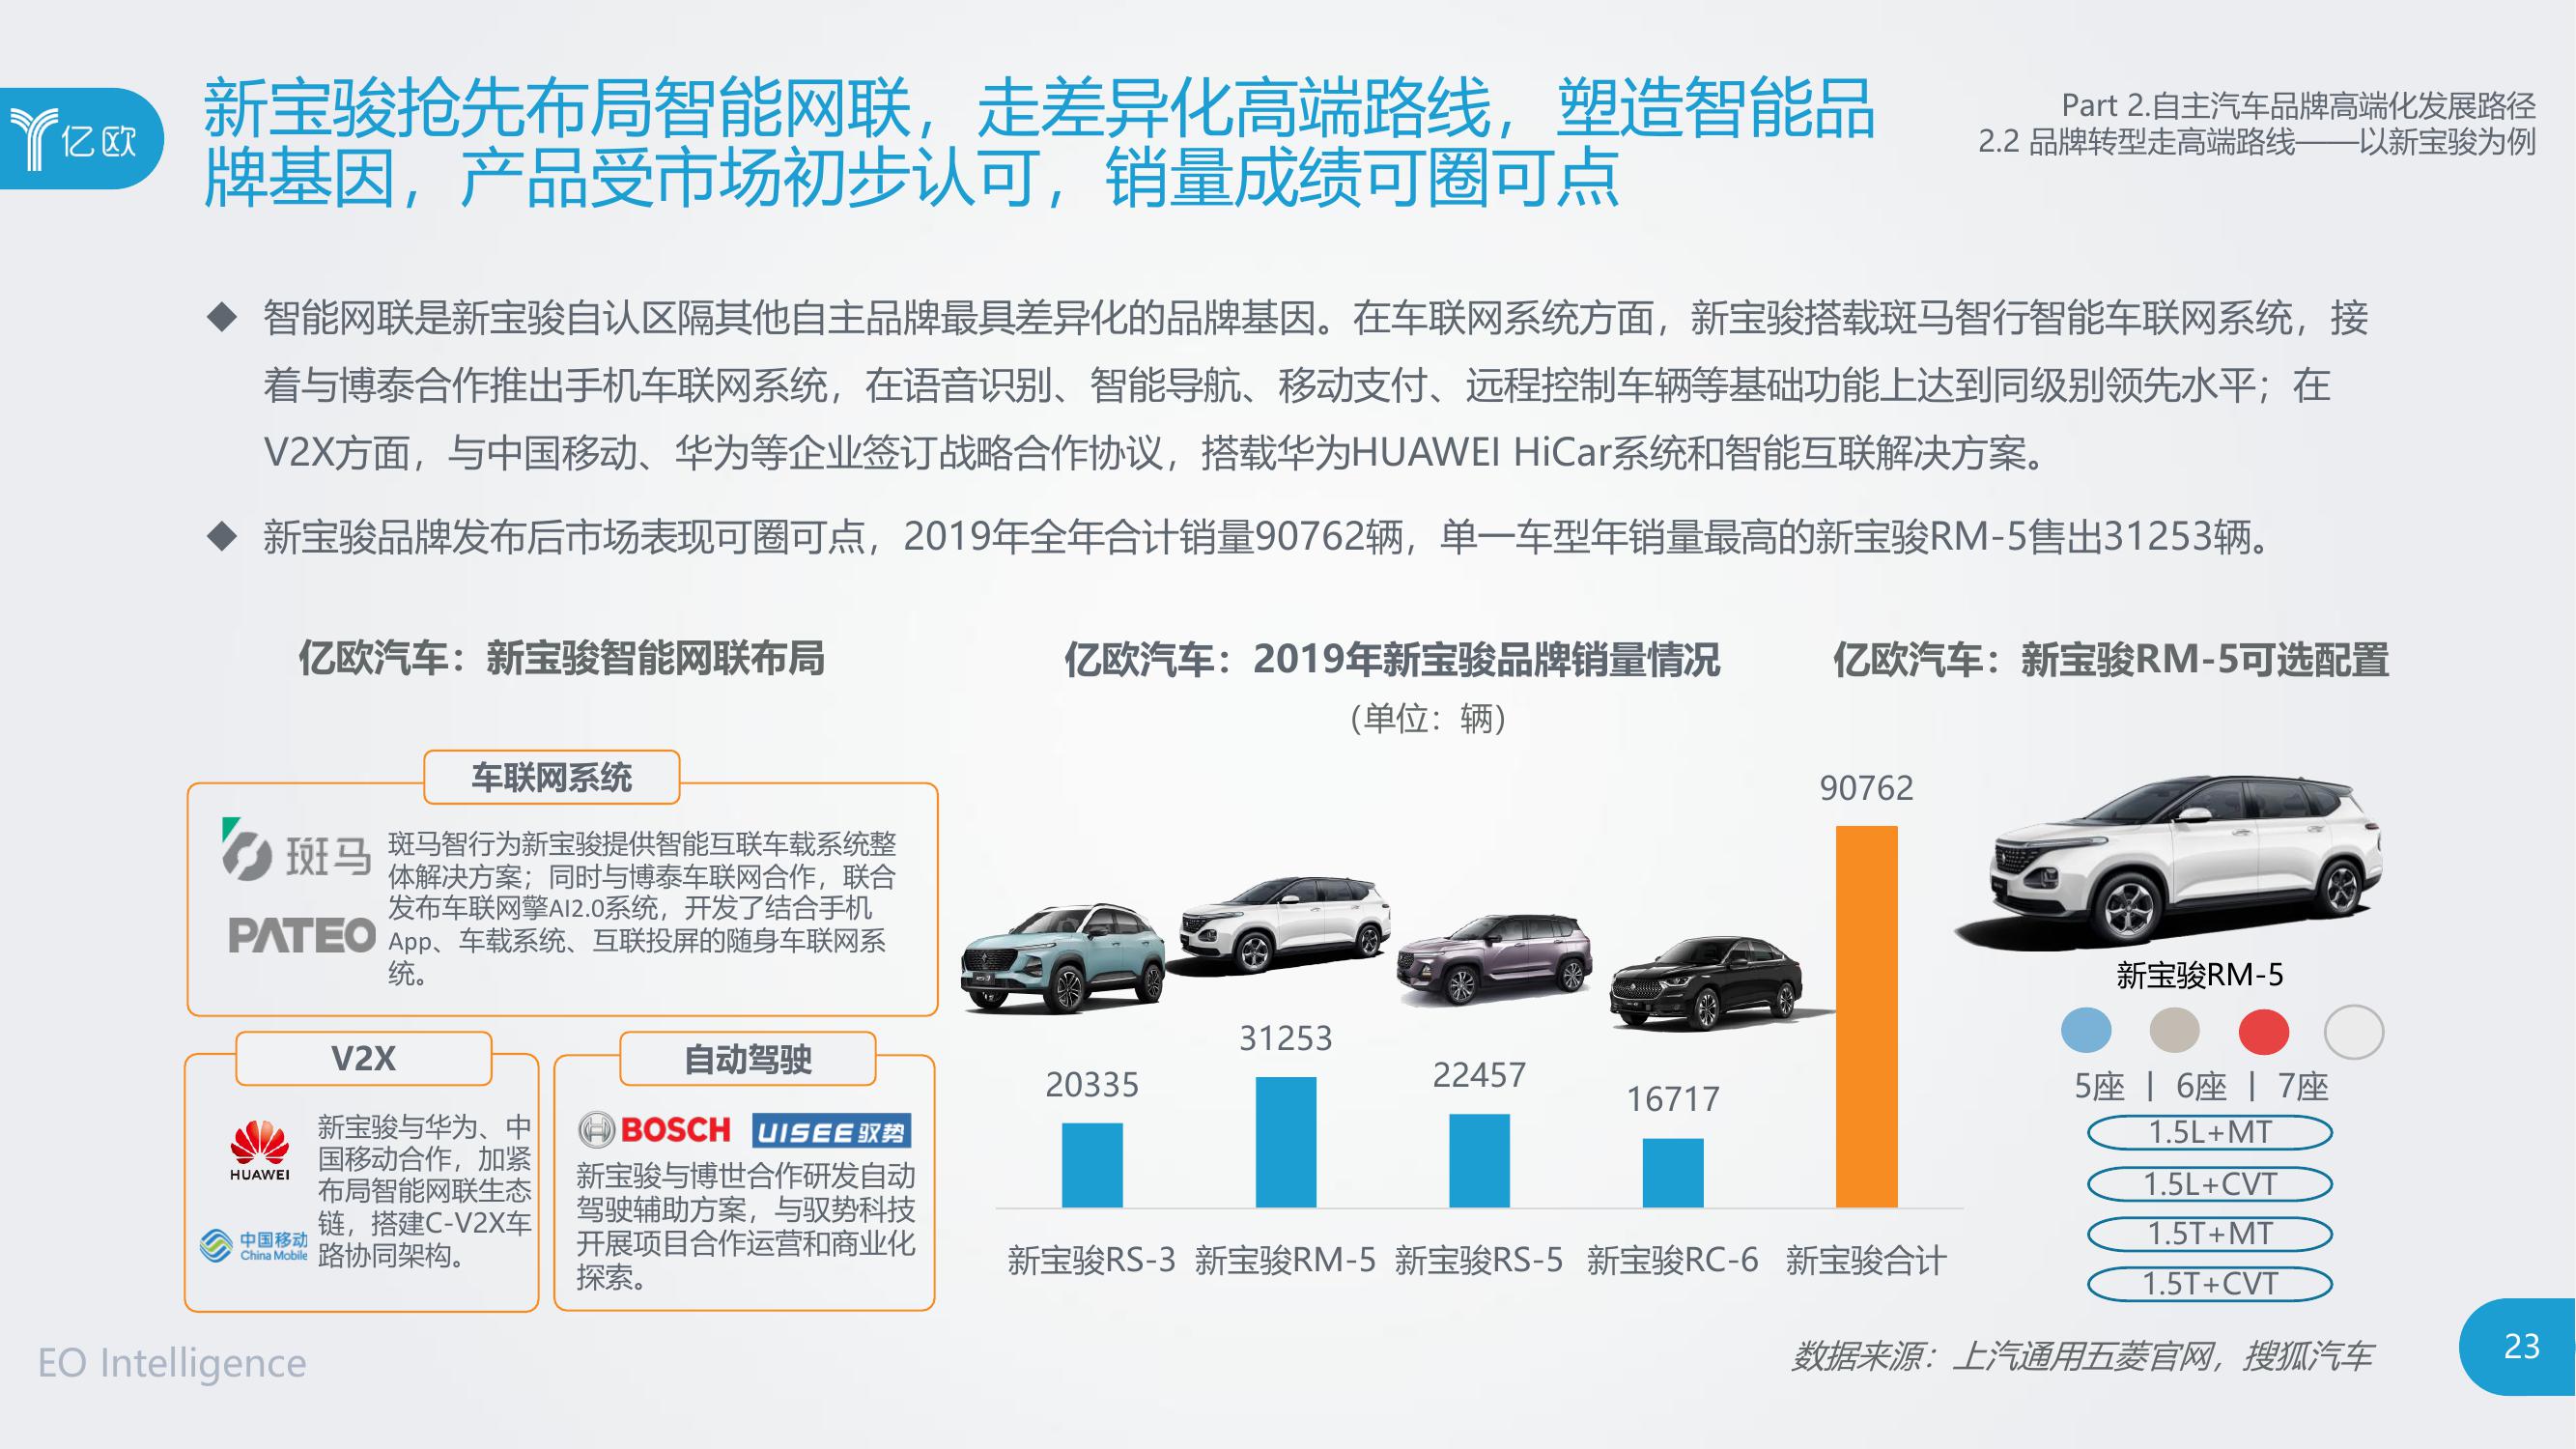 亿欧
新宝骏抢先布局智能网联，走差异化高端路线，塑造智能品
牌基因，产品受市场初步认可，销量成绩可圈可点
Part 2.自主汽车品牌高端化发展路径
2.2 品牌转型走高端路线——以新宝骏为例
◆ 智能网联是新宝骏自认区隔其他自主品牌最具差异化的品牌基因。在车联网系统方面，新宝骏搭载斑马智行智能车联网系统，接
着与博泰合作推出手机车联网系统，在语音识别、智能导航、移动支付、远程控制车辆等基础功能上达到同级别领先水平；在
V2X方面，与中国移动、华为等企业签订战略合作协议，搭载华为HUAWEI HiCar系统和智能互联解决方案。
◆ 新宝骏品牌发布后市场表现可圈可点，2019年全年合计销量90762辆，单一车型年销量最高的新宝骏RM-5售出31253辆。
亿欧汽车：新宝骏智能网联布局
车联网系统
斑马
PATEO
斑马智行为新宝骏提供智能互联车载系统整
体解决方案；同时与博泰车联网合作，联合
发布车联网擎AI2.0系统，开发了结合手机
App、车载系统、互联投屏的随身车联网系
统。
V2X
HUAWEI
中国移动
China Mobile
新宝骏与华为、中
国移动合作，加紧
布局智能网联生态
链，搭建C-V2X车
路协同架构。
自动驾驶
BOSCH
UISEE驭势
新宝骏与博世合作研发自动
驾驶辅助方案，与驭势科技
开展项目合作运营和商业化
探索。
亿欧汽车：2019年新宝骏品牌销量情况
（单位：辆）
20335
31253
22457
16717
90762
新宝骏RS-3
新宝骏RM-5
新宝骏RS-5
新宝骏RC-6
新宝骏合计
亿欧汽车：新宝骏RM-5可选配置
新宝骏RM-5
5座 | 6座 | 7座
1.5L+MT
1.5L+CVT
1.5T+MT
1.5T+CVT
EO Intelligence
数据来源：上汽通用五菱官网，搜狐汽车
23